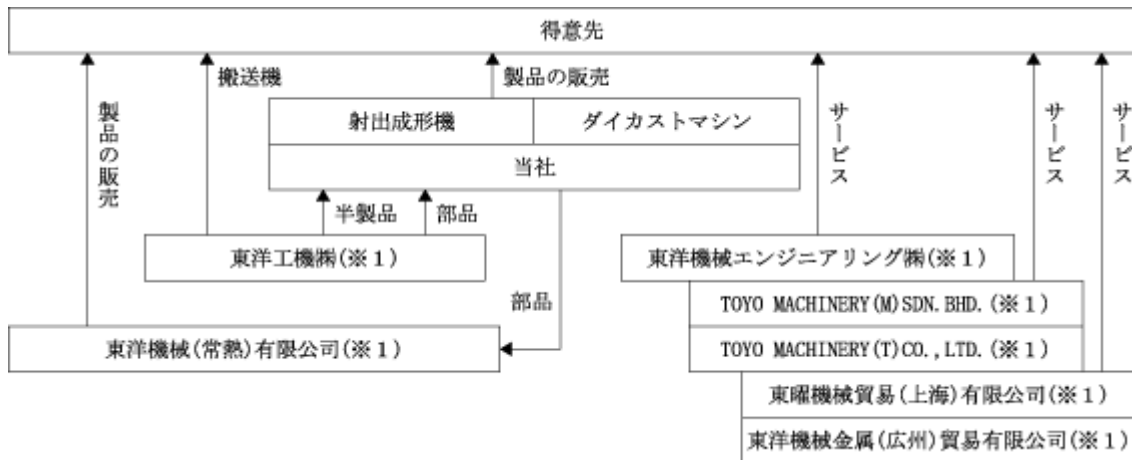 得意先
搬送機
製品の販売
製品の販売
サービス
サービス
サービス
射出成形機
ダイカストマシン
当社
半製品
部品
東洋工機㈱(※１)
東洋機械エンジニアリング㈱(※１)
部品
TOYO MACHINERY(M)SDN.BHD.(※１)
東洋機械(常熟)有限公司(※１)
TOYO MACHINERY(T)CO.,LTD.(※１)
東曜機械貿易(上海)有限公司(※１)
東洋機械金属(広州)貿易有限公司(※１)